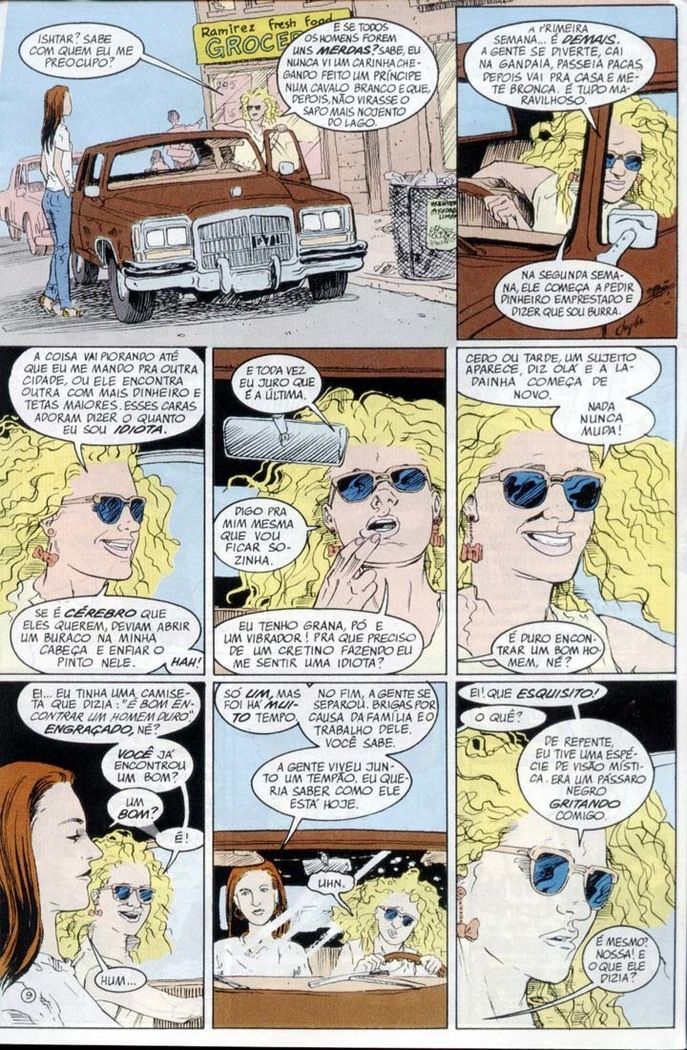 ISHTAR? SABE
COM QUEM EU ME
PREOCUPO?
Ramirez Fresh Food
GROCE
E SE TODOS
OS HOMENS FOREM
UNS MERDAS? SABE, EU
NUNCA VI UM CARINHA CHE-
GANDO FEITO UM PRÍNCIPE
NUM CAVALO BRANCO E QUE,
DEPOIS, NÃO VIRASSE O
SAPO MAIS NOJENTO
DO LAGO.
A PRIMEIRA
SEMANA... É DEMAIS.
A GENTE SE DIVERTE, CAI
NA GANDAIA, PASSEIA PACAS,
DEPOIS VAI PRA CASA E ME-
TE BRONCA. É TUDO MA-
RAVILHOSO.
NA SEGUNDA SEMA-
NA, ELE COMEÇA A PEDIR
DINHEIRO EMPRESTADO E
DIZER QUE SOU BURRA.
A COISA VAI PIORANDO ATÉ
QUE EU ME MANDO PRA OUTRA
CIDADE, OU ELE ENCONTRA
OUTRA COM MAIS DINHEIRO E
TETAS MAIORES. ESSES CARAS
ADORAM DIZER O QUANTO
EU SOU IDIOTA.
SE É CÉREBRO QUE
ELES QUEREM, DEVIAM ABRIR
UM BURACO NA MINHA
CABEÇA E ENFIAR O
PINTO NELE. HAH!
E TODA VEZ
EU JURO QUE
É A ÚLTIMA.
DIGO PRA
MIM MESMA
QUE VOU
FICAR SO-
ZINHA.
EU TENHO GRANA, PÓ E
UM VIBRADOR! PRA QUE PRECISO
DE UM CRETINO FAZENDO EU
ME SENTIR UMA IDIOTA?
CEDO OU TARDE, UM SUJEITO
APARECE, DIZ OLÁ E A LA-
DAINHA COMEÇA DE
NOVO.
NADA
NUNCA
MUDA!
É DURO ENCON-
TRAR UM BOM HO-
MEM, NÉ?
EI... EU TINHA UMA CAMISE-
TA QUE DIZIA: "É BOM EN-
CONTRAR UM HOMEM DURO."
ENGRAÇADO, NÉ?
VOCÊ JÁ
ENCONTROU
UM BOM?
UM
BOM?
É!
HUM...
9
SÓ UM, MAS
FOI HÁ MUI-
TO TEMPO.
NO FIM, A GENTE SE
SEPAROU. BRIGAS POR
CAUSA DA FAMÍLIA E O
TRABALHO DELE.
VOCÊ SABE.
A GENTE VIVEU JUN-
TO UM TEMPÃO. EU QUE-
RIA SABER COMO ELE
ESTÁ HOJE.
UHN.
EI! QUE ESQUISITO!
O QUÊ?
DE REPENTE,
EU TIVE UMA ESPÉ-
CIE DE VISÃO MÍSTI-
CA. ERA UM PÁSSARO
NEGRO
GRITANDO
COMIGO.
É MESMO?
NOSSA! E
O QUE ELE
DIZIA?